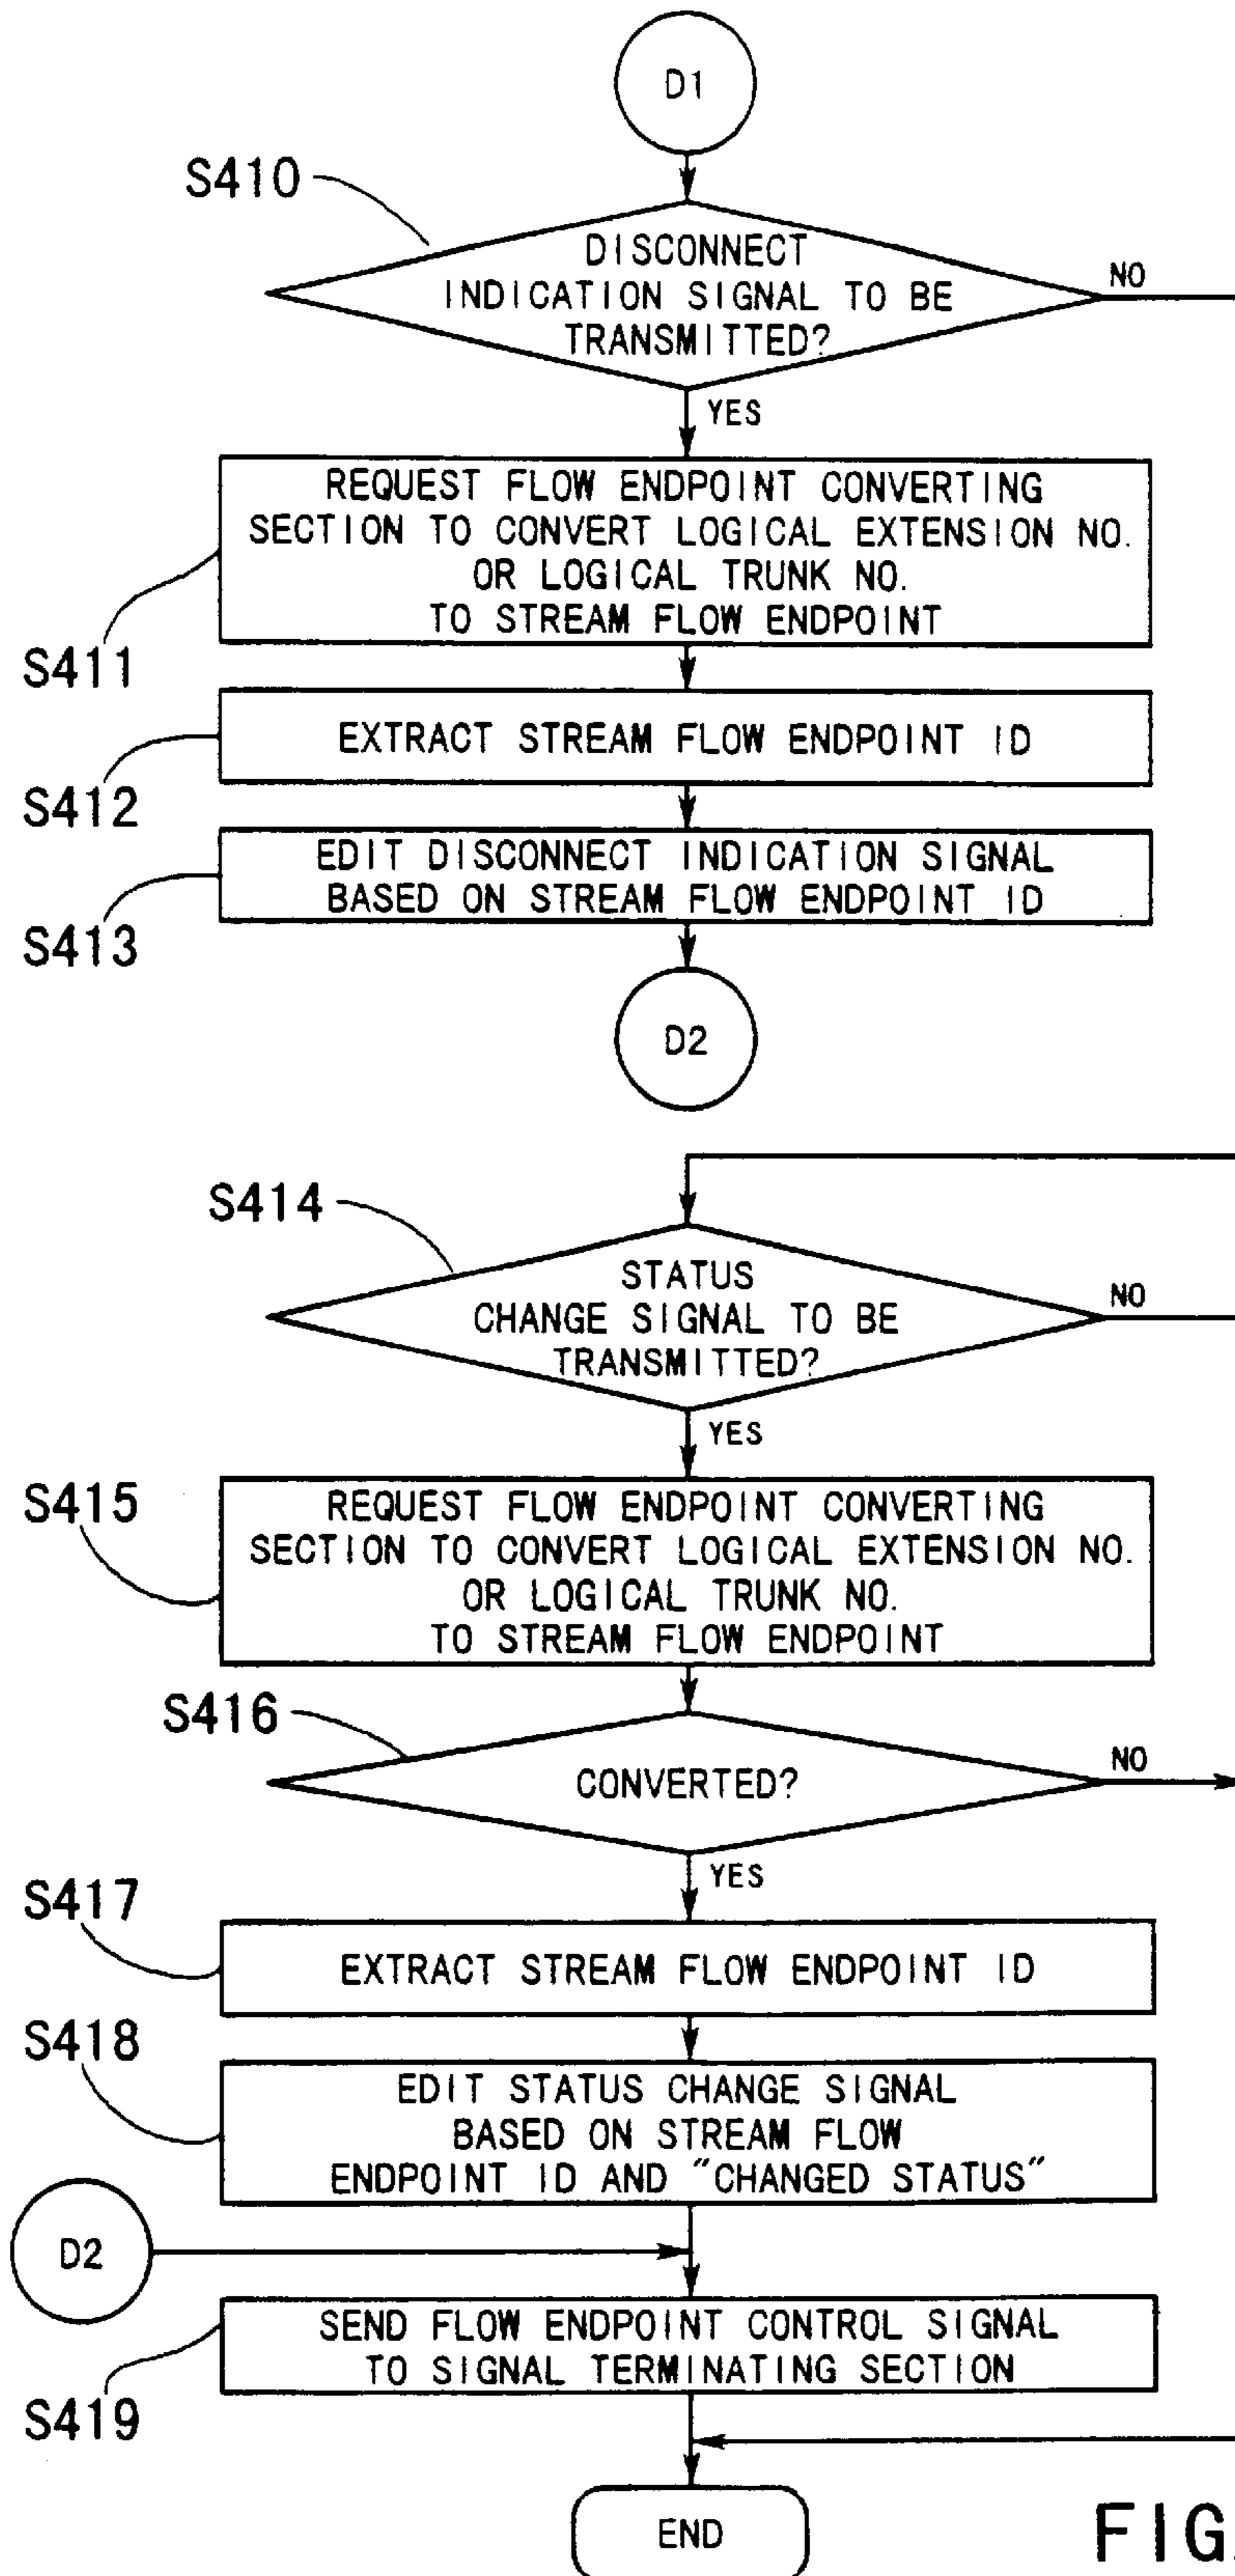 D1
S410
DISCONNECT
INDICATION SIGNAL TO BE
TRANSMITTED?
NO
YES
REQUEST FLOW ENDPOINT CONVERTING
SECTION TO CONVERT LOGICAL EXTENSION NO.
OR LOGICAL TRUNK NO.
TO STREAM FLOW ENDPOINT
S411
EXTRACT STREAM FLOW ENDPOINT ID
S412
EDIT DISCONNECT INDICATION SIGNAL
BASED ON STREAM FLOW ENDPOINT ID
S413
D2
S414
STATUS
CHANGE SIGNAL TO BE
TRANSMITTED?
NO
YES
S415
REQUEST FLOW ENDPOINT CONVERTING
SECTION TO CONVERT LOGICAL EXTENSION NO.
OR LOGICAL TRUNK NO.
TO STREAM FLOW ENDPOINT
S416
CONVERTED?
NO
YES
S417
EXTRACT STREAM FLOW ENDPOINT ID
S418
EDIT STATUS CHANGE SIGNAL
BASED ON STREAM FLOW
ENDPOINT ID AND "CHANGED STATUS"
D2
SEND FLOW ENDPOINT CONTROL SIGNAL
TO SIGNAL TERMINATING SECTION
S419
END
FIG.